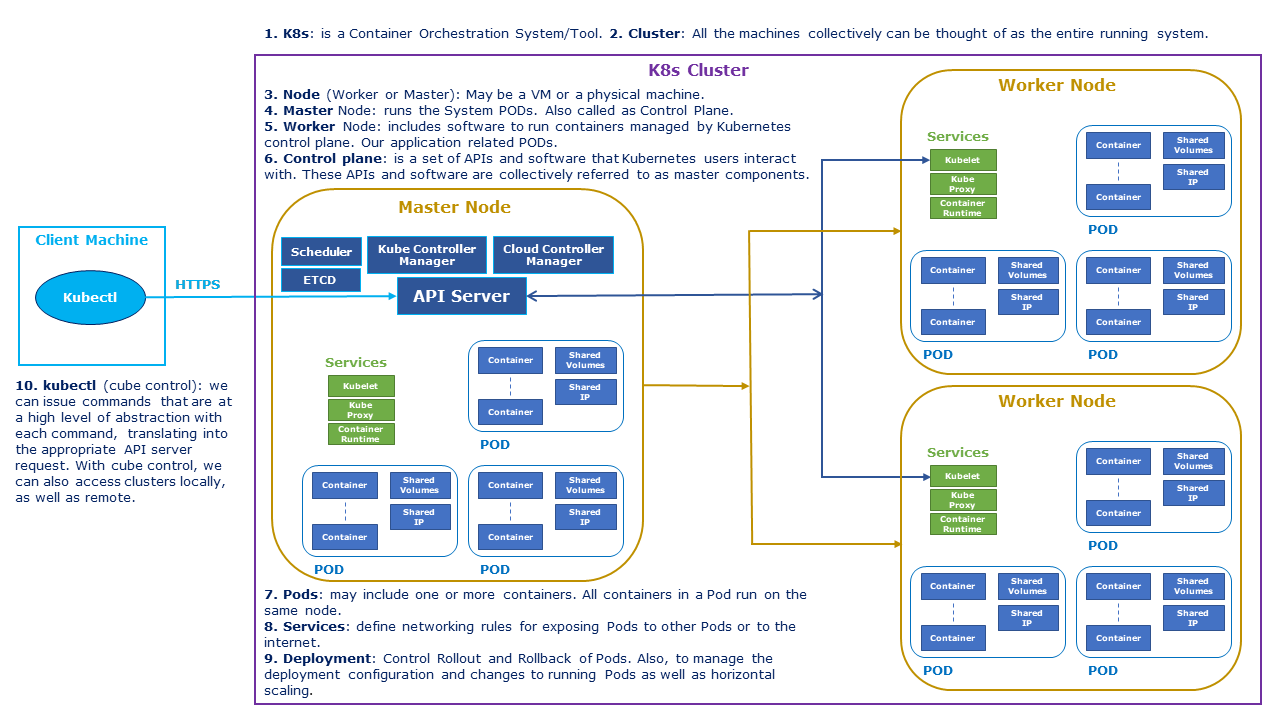 1. K8s: is a Container Orchestration System/Tool. 2. Cluster: All the machines collectively can be thought of as the entire running system.
K8s Cluster
3. Node (Worker or Master): May be a VM or a physical machine.
4. Master Node: runs the System PODs. Also called as Control Plane.
5. Worker Node: includes software to run containers managed by Kubernetes
control plane. Our application related PODs.
6. Control plane: is a set of APIs and software that Kubernetes users interact
with. These APIs and software are collectively referred to as master components.
Client Machine
Kubectl
HTTPS
10. kubectl (cube control): we
can issue commands that are at
a high level of abstraction with
each command, translating into
the appropriate API server
request. With cube control, we
can also access clusters locally,
as well as remote.
Master Node
Scheduler
Kube Controller
Manager
Cloud Controller
Manager
ETCD
API Server
Services
Kubelet
Kube
Proxy
Container
Runtime
Container
Container
Shared
Volumes
Shared
IP
POD
Container
Container
Shared
Volumes
Shared
IP
POD
Container
Container
Shared
Volumes
Shared
IP
POD
7. Pods: may include one or more containers. All containers in a Pod run on the
same node.
8. Services: define networking rules for exposing Pods to other Pods or to the
internet.
9. Deployment: Control Rollout and Rollback of Pods. Also, to manage the
deployment configuration and changes to running Pods as well as horizontal
scaling.
Worker Node
Services
Kubelet
Kube
Proxy
Container
Runtime
Container
Container
Shared
Volumes
Shared
IP
POD
Container
Container
Shared
Volumes
Shared
IP
POD
Container
Container
Shared
Volumes
Shared
IP
POD
Worker Node
Services
Kubelet
Kube
Proxy
Container
Runtime
Container
Container
Shared
Volumes
Shared
IP
POD
Container
Container
Shared
Volumes
Shared
IP
POD
Container
Container
Shared
Volumes
Shared
IP
POD